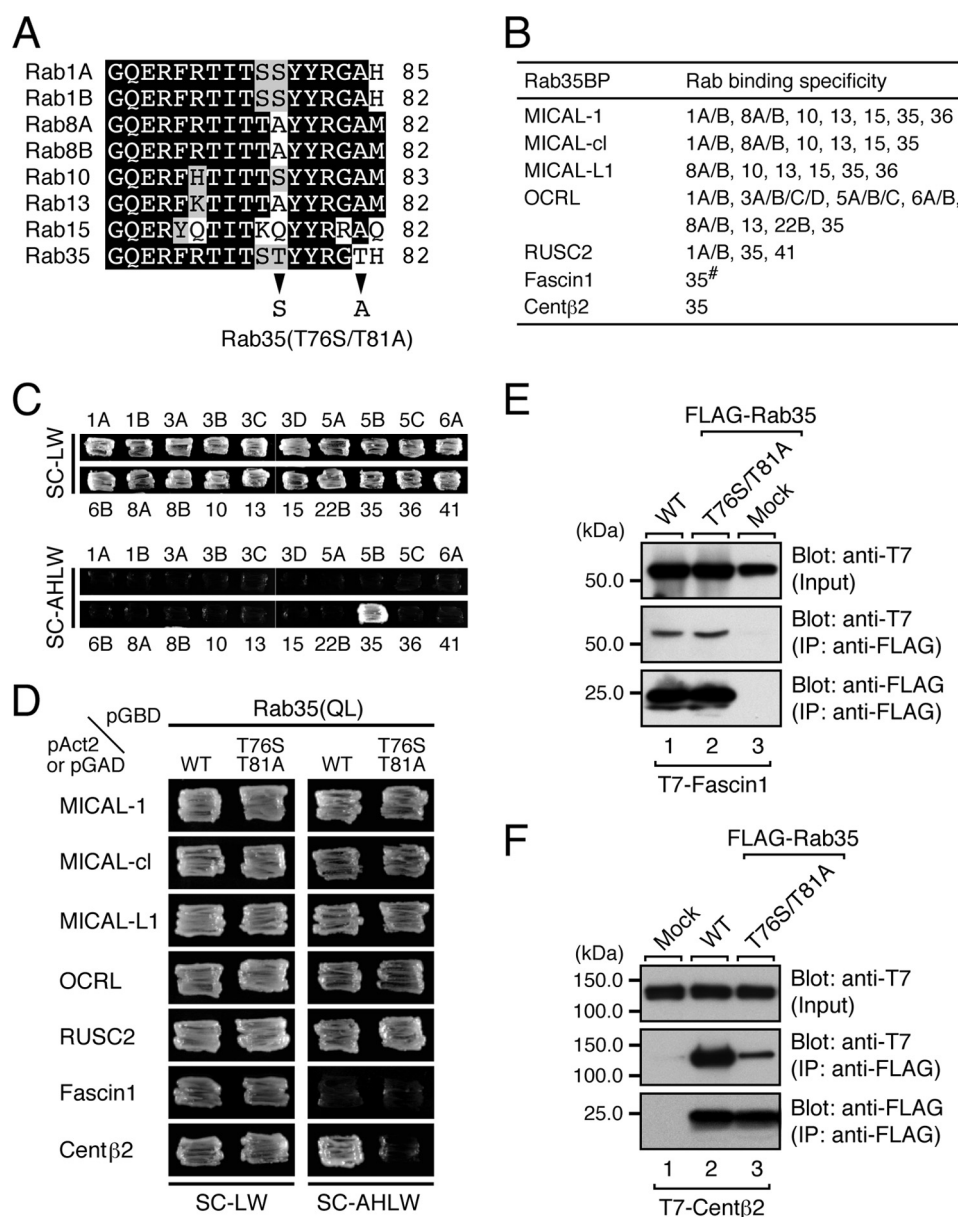 A
Rab1A GQERFRTITSSYYRGAH 85
Rab1B GQERFRTITSSYYRGAH 82
Rab8A GQERFRTITTAYYRGAM 82
Rab8B GQERFRTITTAYYRGAM 82
Rab10 GQERFHTITTSYYRGAM 83
Rab13 GQERFKTITTAYYRGAM 82
Rab15 GQERYQTITKQYYRRAQ 82
Rab35 GQERFRTITSTYYRGTH 82
S A
Rab35(T76S/T81A)
B
Rab35BP Rab binding specificity
MICAL-1 1A/B, 8A/B, 10, 13, 15, 35, 36
MICAL-cl 1A/B, 8A/B, 10, 13, 15, 35
MICAL-L1 8A/B, 10, 13, 15, 35, 36
OCRL 1A/B, 3A/B/C/D, 5A/B/C, 6A/B,
8A/B, 13, 22B, 35
RUSC2 1A/B, 35, 41
Fascin1 35#
Centβ2 35
C
1A 1B 3A 3B 3C 3D 5A 5B 5C 6A
SC-LW
6B 8A 8B 10 13 15 22B 35 36 41
1A 1B 3A 3B 3C 3D 5A 5B 5C 6A
SC-AHLW
6B 8A 8B 10 13 15 22B 35 36 41
D
pGBD
pAct2
or pGAD
Rab35(QL)
WT T76S T81A WT T76S T81A
MICAL-1
MICAL-cl
MICAL-L1
OCRL
RUSC2
Fascin1
Centβ2
SC-LW SC-AHLW
E
FLAG-Rab35
WT T76S/T81A Mock
(kDa)
50.0
Blot: anti-T7
(Input)
50.0
Blot: anti-T7
(IP: anti-FLAG)
25.0
Blot: anti-FLAG
(IP: anti-FLAG)
1 2 3
T7-Fascin1
F
FLAG-Rab35
Mock WT T76S/T81A
(kDa)
150.0
100.0
Blot: anti-T7
(Input)
150.0
100.0
Blot: anti-T7
(IP: anti-FLAG)
25.0
Blot: anti-FLAG
(IP: anti-FLAG)
1 2 3
T7-Centβ2